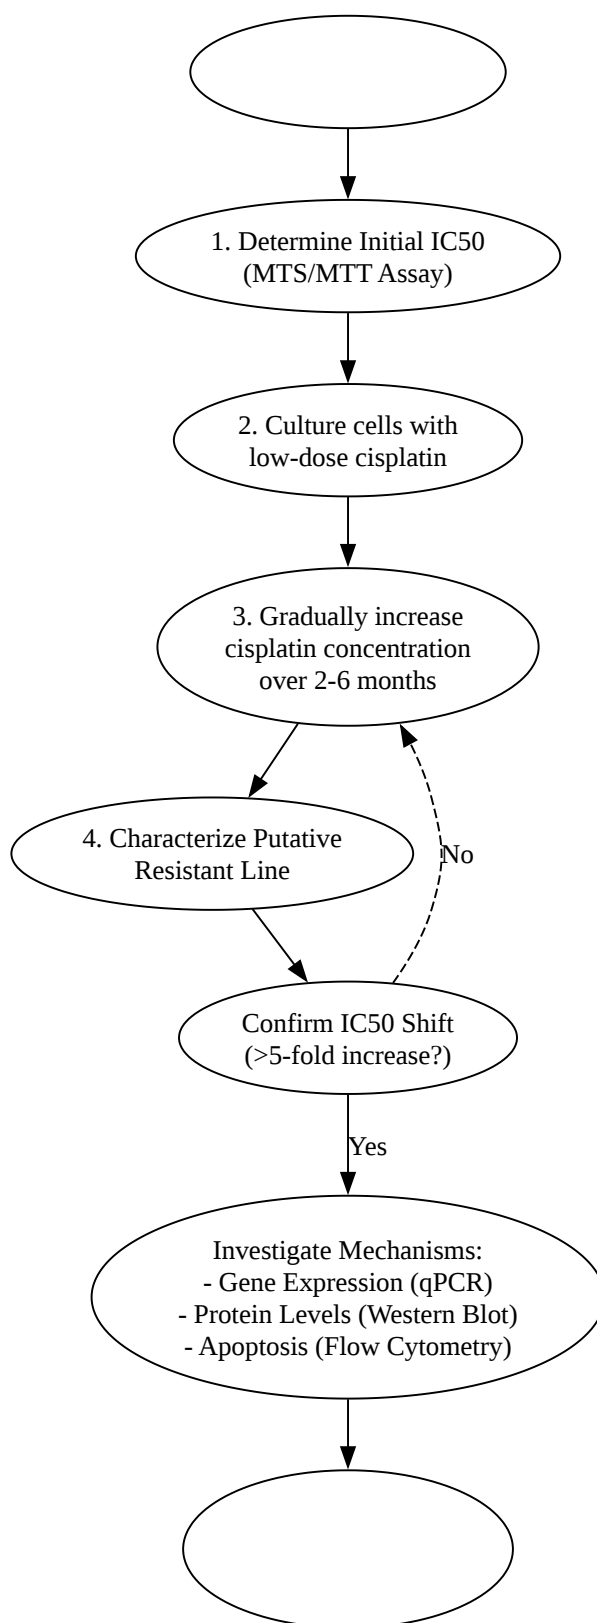 1. Determine Initial IC50
(MTS/MTT Assay)
2. Culture cells with
low-dose cisplatin
3. Gradually increase
cisplatin concentration
over 2-6 months
4. Characterize Putative
Resistant Line
No
Confirm IC50 Shift
(>5-fold increase?)
Yes
Investigate Mechanisms:
- Gene Expression (qPCR)
- Protein Levels (Western Blot)
- Apoptosis (Flow Cytometry)